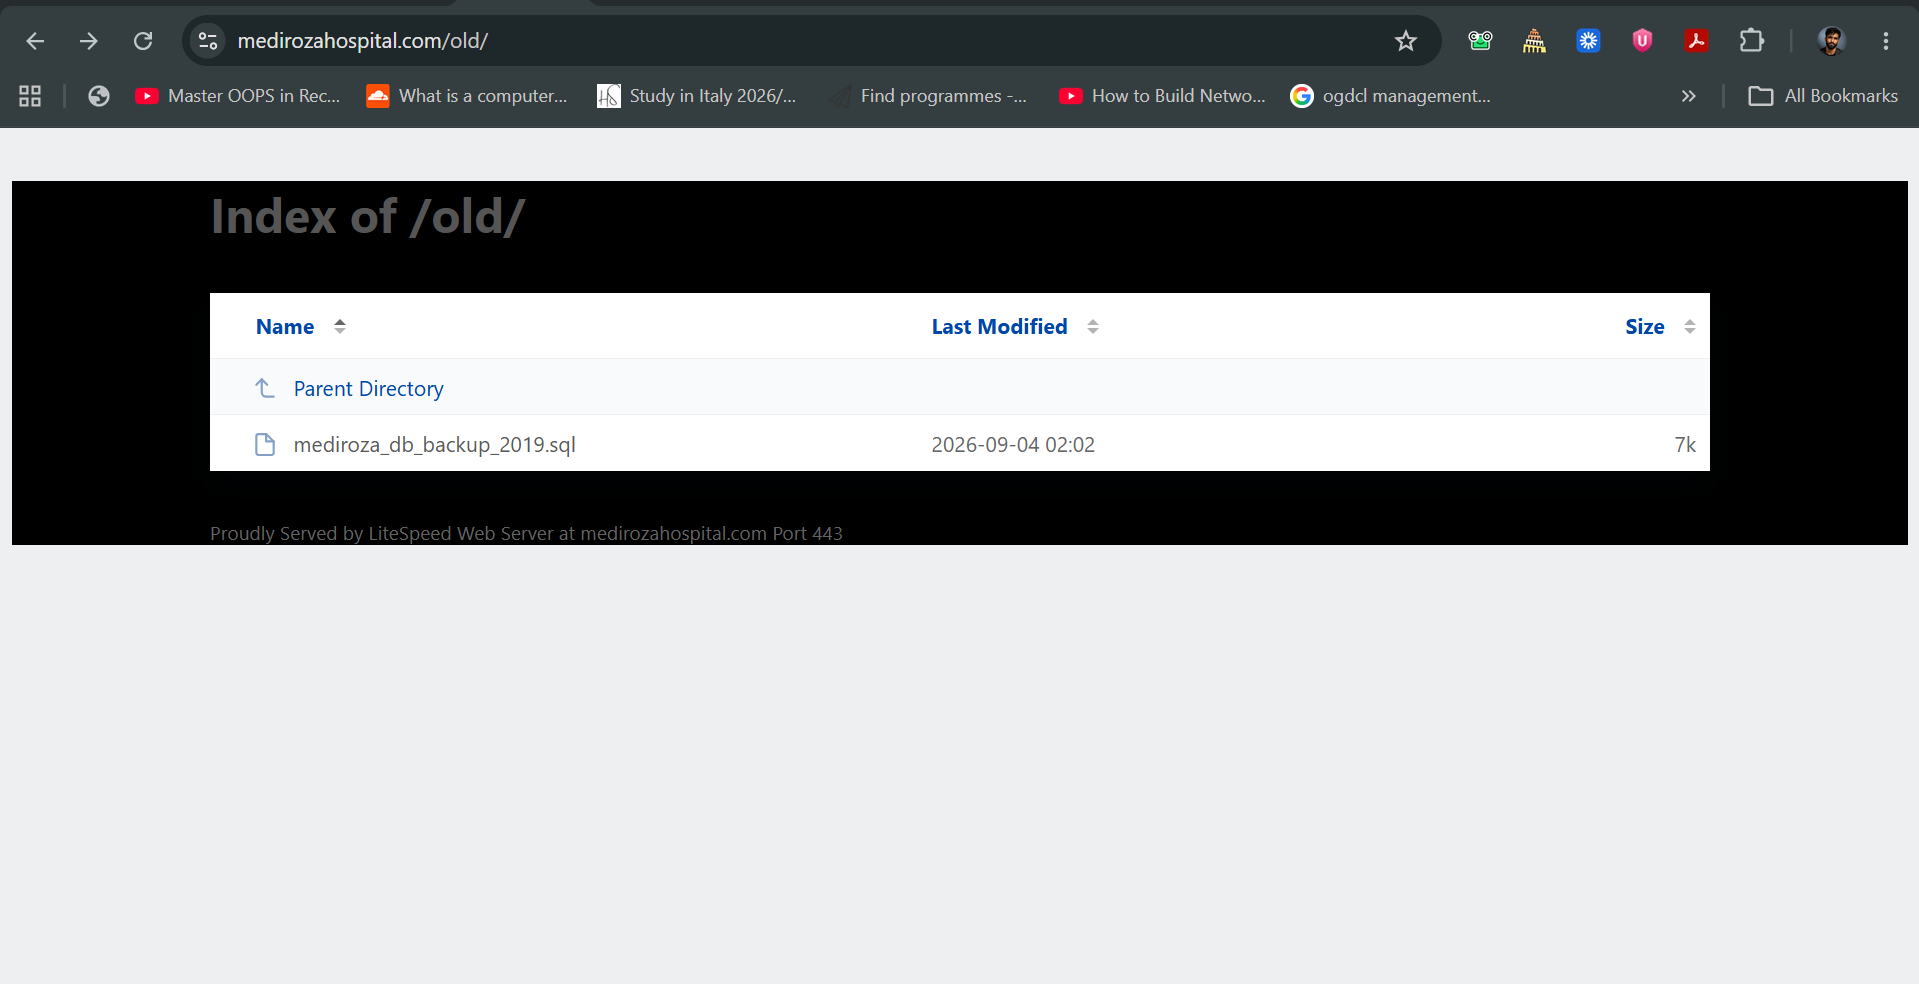 medirozahospital.com/old/
Master OOPS in Rec...
What is a computer...
Study in Italy 2026/...
Find programmes -...
How to Build Netwo...
ogdcl management...
All Bookmarks
Index of /old/
Name Last Modified Size
Parent Directory
mediroza_db_backup_2019.sql 2026-09-04 02:02 7k
Proudly Served by LiteSpeed Web Server at medirozahospital.com Port 443